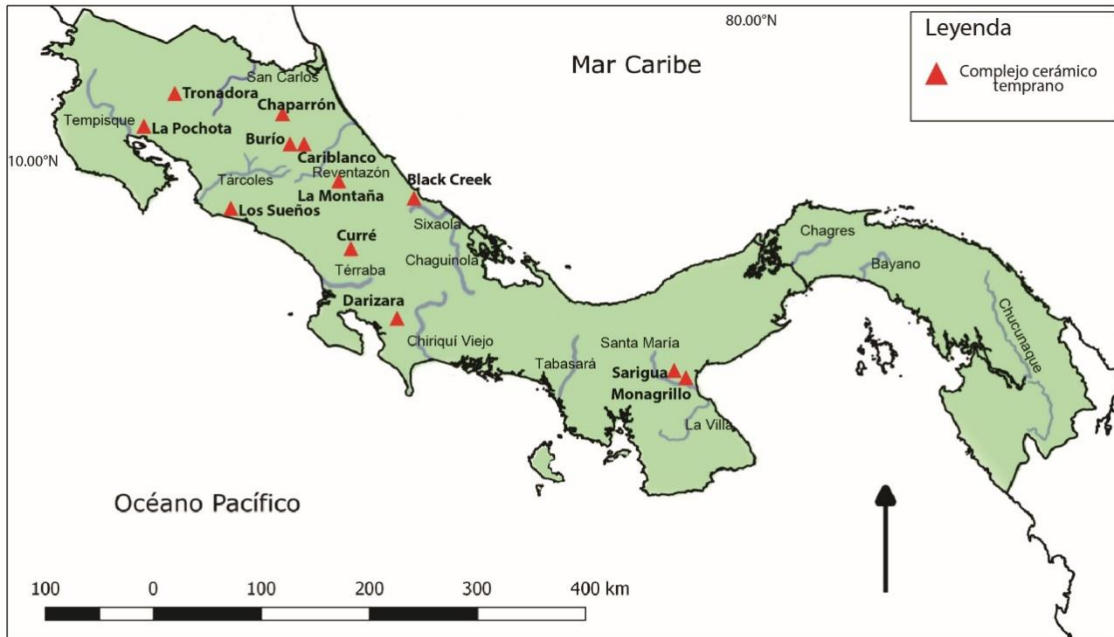 80.00°N
Leyenda
Complejo cerámico
temprano
Mar Caribe
San Carlos
Tronadora
Chaparrón
Tempisque
La Pochota
Burío
Cariblanco
10.00°N
Reventazón
Tárcoles
La Montaña
Black Creek
Los Sueños
Sixaola
Curré
Chaguinola
Térraba
Chagres
Bayano
Chucunaque
Darizara
Chiriquí Viejo
Santa María
Tabasará
Sarigua
Monagrillo
La Villa
Océano Pacífico
100 0 100 200 300 400 km